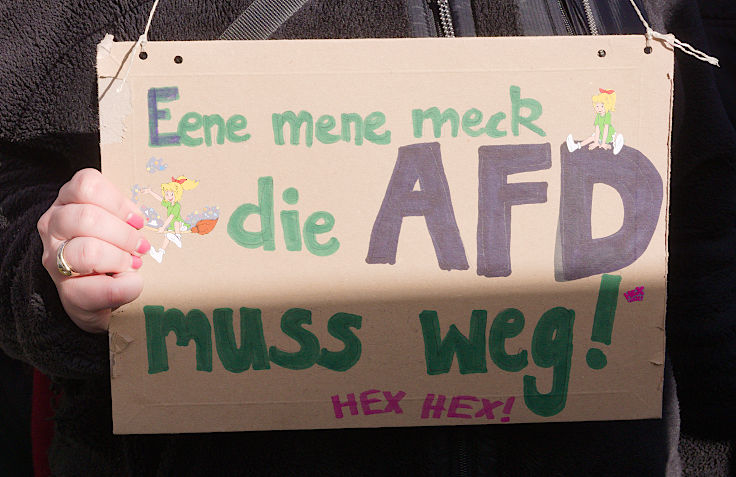 Eene mene meck
die AFD
muss weg!
HEX HEX!